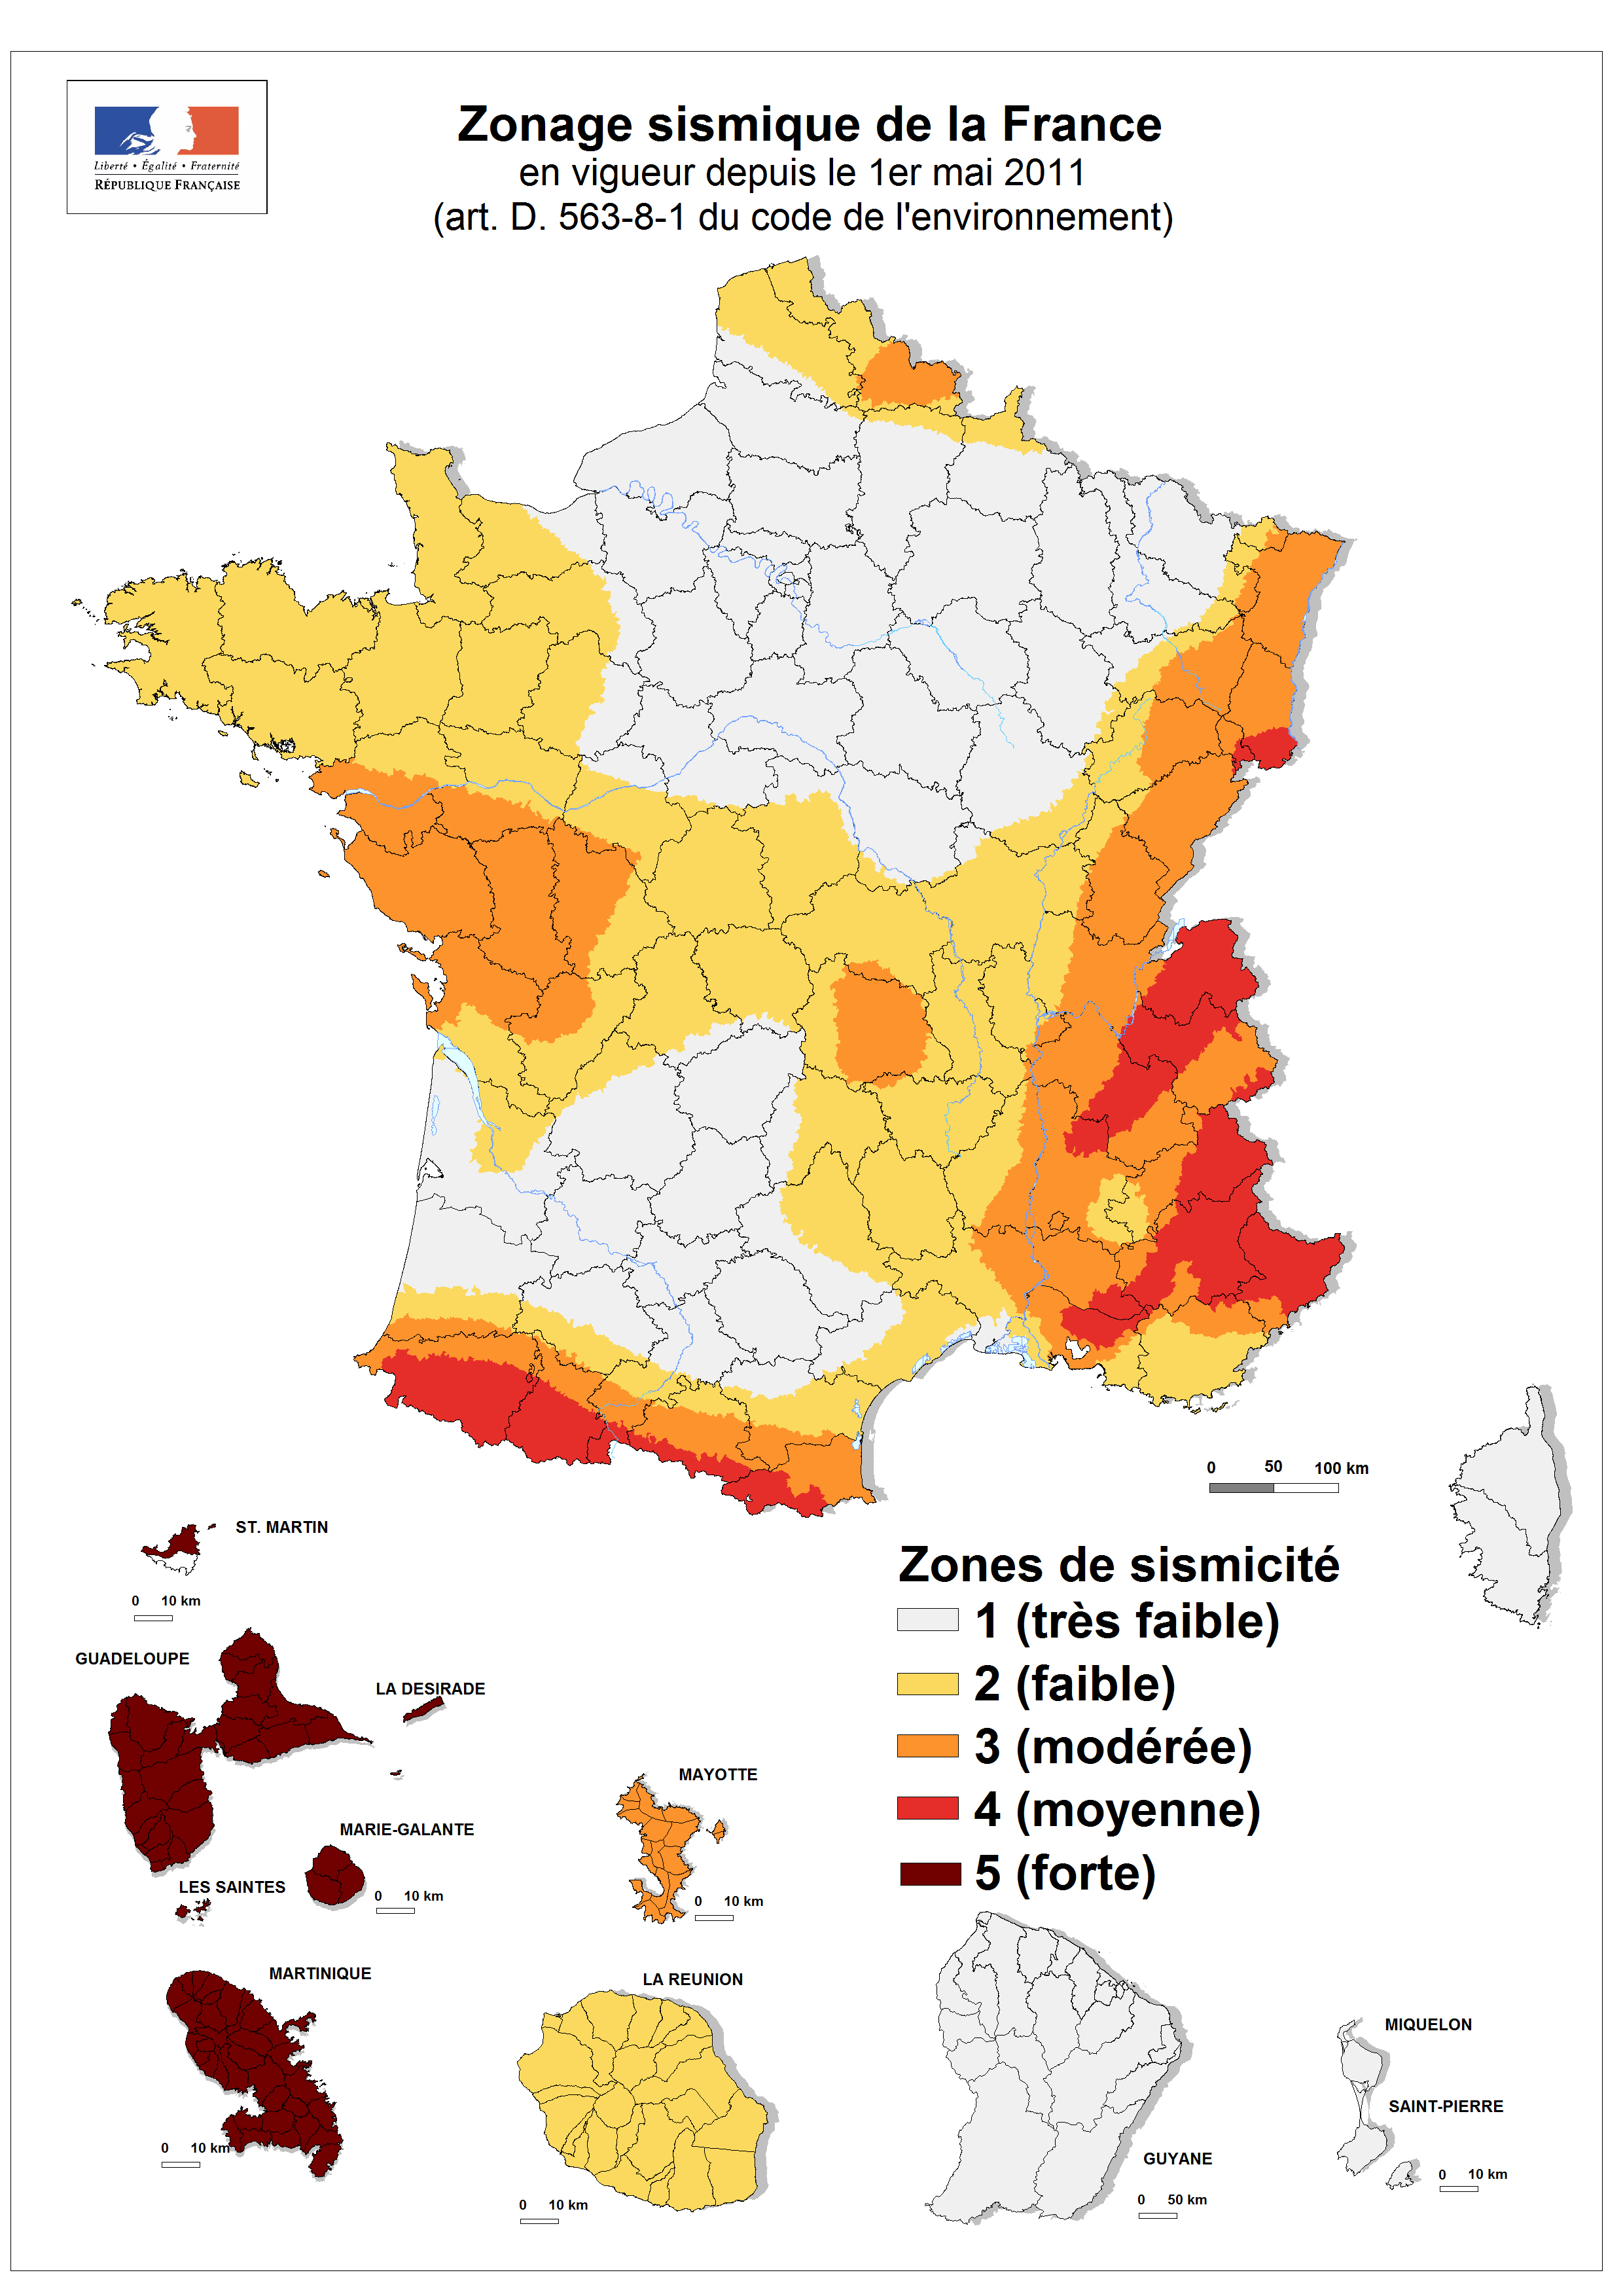 Liberté • Égalité • Fraternité
RÉPUBLIQUE FRANÇAISE
Zonage sismique de la France
en vigueur depuis le 1er mai 2011
(art. D. 563-8-1 du code de l'environnement)
0 50 100 km
Zones de sismicité
1 (très faible)
2 (faible)
3 (modérée)
4 (moyenne)
5 (forte)
ST. MARTIN
0 10 km
GUADELOUPE
LA DESIRADE
MARIE-GALANTE
LES SAINTES
0 10 km
MAYOTTE
0 10 km
MARTINIQUE
0 10 km
LA REUNION
0 10 km
GUYANE
0 50 km
MIQUELON
SAINT-PIERRE
0 10 km